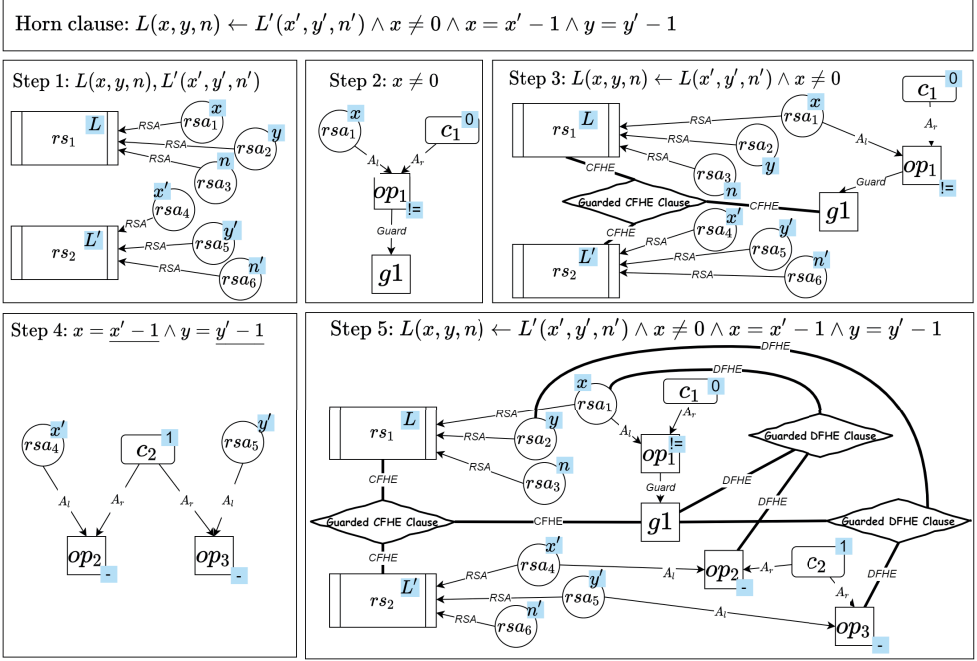 Horn clause: L(x, y, n) ← L′(x′, y′, n′) ∧ x ≠ 0 ∧ x = x′ − 1 ∧ y = y′ − 1
Step 1: L(x, y, n), L′(x′, y′, n′)
rs₁
L
RSA
RSA
RSA
rsa₁
x
rsa₂
y
rsa₃
n
rs₂
L′
RSA
RSA
RSA
rsa₄
x′
rsa₅
y′
rsa₆
n′
Step 2: x ≠ 0
rsa₁
x
c₁
0
Aₗ
Aᵣ
op₁
!=
Guard
g1
Step 3: L(x, y, n) ← L(x′, y′, n′) ∧ x ≠ 0
rs₁
L
RSA
RSA
RSA
rsa₁
x
rsa₂
y
rsa₃
n
c₁
0
Aₗ
Aᵣ
op₁
!=
Guard
g1
CFHE
Guarded CFHE Clause
CFHE
CFHE
rs₂
L′
RSA
RSA
RSA
rsa₄
x′
rsa₅
y′
rsa₆
n′
Step 4: x = x′ − 1 ∧ y = y′ − 1
rsa₄
x′
c₂
1
rsa₅
y′
Aₗ
Aᵣ
Aᵣ
Aₗ
op₂
-
op₃
-
Step 5: L(x, y, n) ← L′(x′, y′, n′) ∧ x ≠ 0 ∧ x = x′ − 1 ∧ y = y′ − 1
DFHE
DFHE
rs₁
L
RSA
RSA
RSA
rsa₁
x
rsa₂
y
rsa₃
n
c₁
0
Aₗ
Aᵣ
op₁
!=
Guard
g1
Guarded DFHE Clause
DFHE
DFHE
CFHE
Guarded CFHE Clause
CFHE
CFHE
Guarded DFHE Clause
DFHE
rs₂
L′
RSA
RSA
RSA
rsa₄
x′
rsa₅
y′
rsa₆
n′
Aₗ
op₂
-
Aᵣ
c₂
1
Aᵣ
Aₗ
op₃
-